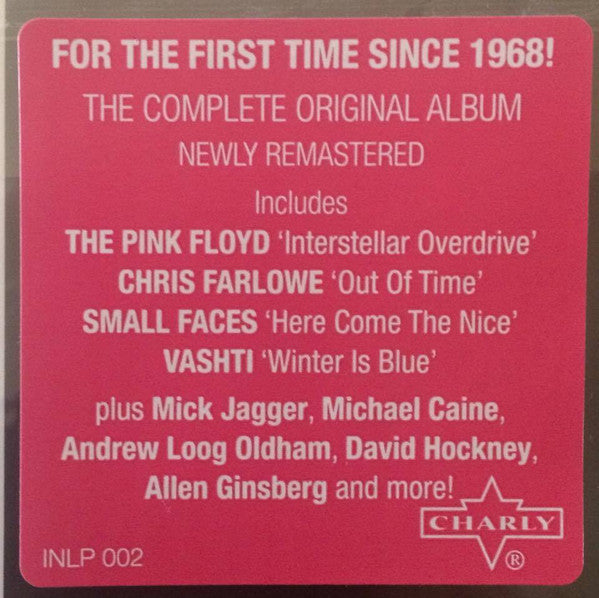 FOR THE FIRST TIME SINCE 1968!
THE COMPLETE ORIGINAL ALBUM
NEWLY REMASTERED
Includes
THE PINK FLOYD ‘Interstellar Overdrive’
CHRIS FARLOWE ‘Out Of Time’
SMALL FACES ‘Here Come The Nice’
VASHTI ‘Winter Is Blue’
plus Mick Jagger, Michael Caine,
Andrew Loog Oldham, David Hockney,
Allen Ginsberg and more!
CHARLY
®
INLP 002